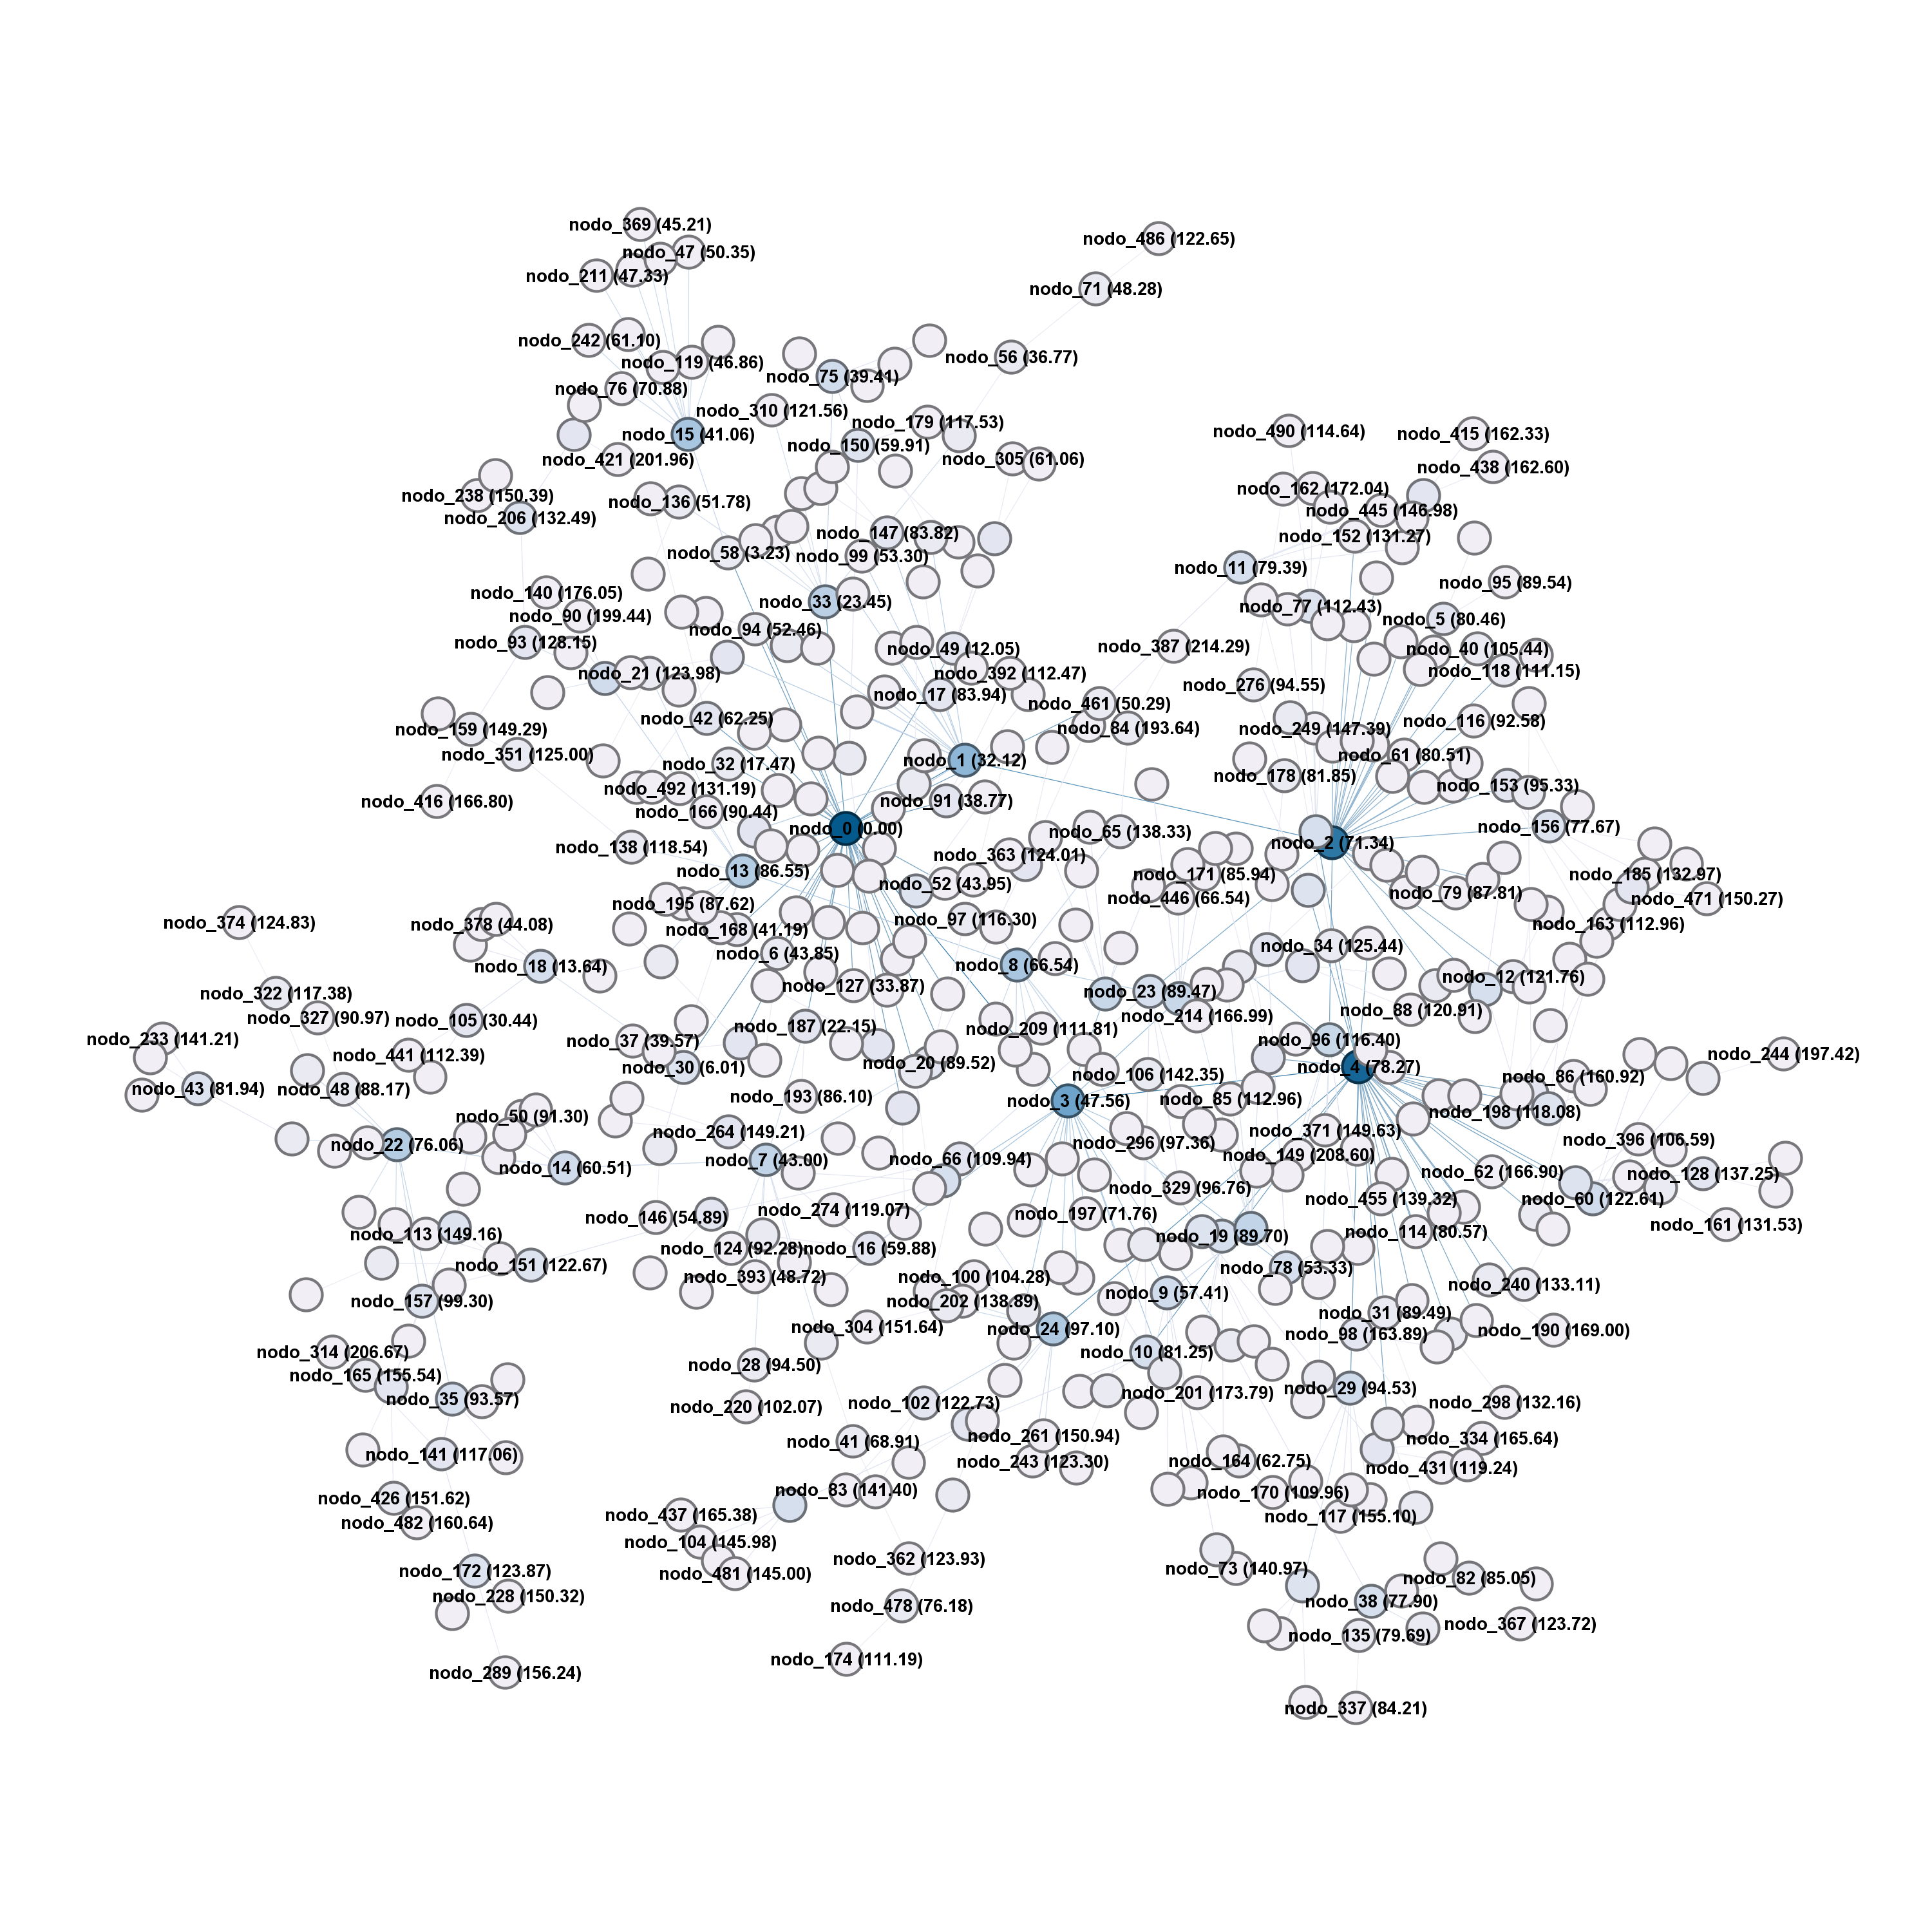 nodo_369 (45.21)
nodo_486 (122.65)
nodo_47 (50.35)
nodo_211 (47.33)
nodo_71 (48.28)
nodo_242 (61.10)
nodo_56 (36.77)
nodo_119 (46.86)
nodo_75 (39.41)
nodo_76 (70.88)
nodo_310 (121.56)
nodo_179 (117.53)
nodo_490 (114.64)
nodo_15 (41.06)
nodo_415 (162.33)
nodo_150 (59.91)
nodo_421 (201.96)
nodo_305 (61.06)
nodo_438 (162.60)
nodo_162 (172.04)
nodo_238 (150.39)
nodo_136 (51.78)
nodo_445 (146.98)
nodo_206 (132.49)
nodo_147 (83.82)
nodo_152 (131.27)
nodo_58 (3.23)
nodo_99 (53.30)
nodo_11 (79.39)
nodo_95 (89.54)
nodo_140 (176.05)
nodo_33 (23.45)
nodo_77 (112.43)
nodo_90 (199.44)
nodo_5 (80.46)
nodo_94 (52.46)
nodo_93 (128.15)
nodo_387 (214.29)
nodo_49 (12.05)
nodo_40 (105.44)
nodo_118 (111.15)
nodo_21 (123.98)
nodo_392 (112.47)
nodo_276 (94.55)
nodo_17 (83.94)
nodo_461 (50.29)
nodo_42 (62.25)
nodo_116 (92.58)
nodo_159 (149.29)
nodo_84 (193.64)
nodo_249 (147.39)
nodo_351 (125.00)
nodo_61 (80.51)
nodo_1 (32.12)
nodo_32 (17.47)
nodo_178 (81.85)
nodo_153 (95.33)
nodo_492 (131.19)
nodo_416 (166.80)
nodo_91 (38.77)
nodo_166 (90.44)
nodo_0 (0.00)
nodo_65 (138.33)
nodo_156 (77.67)
nodo_2 (71.34)
nodo_138 (118.54)
nodo_363 (124.01)
nodo_13 (86.55)
nodo_171 (85.94)
nodo_185 (132.97)
nodo_52 (43.95)
nodo_79 (87.81)
nodo_446 (66.54)
nodo_471 (150.27)
nodo_195 (87.62)
nodo_97 (116.30)
nodo_374 (124.83)
nodo_378 (44.08)
nodo_163 (112.96)
nodo_168 (41.19)
nodo_34 (125.44)
nodo_6 (43.85)
nodo_18 (13.64)
nodo_8 (66.54)
nodo_12 (121.76)
nodo_127 (33.87)
nodo_23 (89.47)
nodo_322 (117.38)
nodo_88 (120.91)
nodo_214 (166.99)
nodo_327 (90.97)
nodo_105 (30.44)
nodo_187 (22.15)
nodo_209 (111.81)
nodo_233 (141.21)
nodo_37 (39.57)
nodo_96 (116.40)
nodo_441 (112.39)
nodo_244 (197.42)
nodo_20 (89.52)
nodo_30 (6.01)
nodo_4 (78.27)
nodo_106 (142.35)
nodo_86 (160.92)
nodo_43 (81.94)
nodo_48 (88.17)
nodo_193 (86.10)
nodo_3 (47.56)
nodo_85 (112.96)
nodo_198 (118.08)
nodo_50 (91.30)
nodo_264 (149.21)
nodo_371 (149.63)
nodo_396 (106.59)
nodo_22 (76.06)
nodo_296 (97.36)
nodo_149 (208.60)
nodo_66 (109.94)
nodo_7 (43.00)
nodo_14 (60.51)
nodo_62 (166.90)
nodo_128 (137.25)
nodo_329 (96.76)
nodo_455 (139.32)
nodo_60 (122.61)
nodo_274 (119.07)
nodo_197 (71.76)
nodo_146 (54.89)
nodo_161 (131.53)
nodo_113 (149.16)
nodo_114 (80.57)
nodo_19 (89.70)
nodo_124 (92.28)
nodo_16 (59.88)
nodo_151 (122.67)
nodo_78 (53.33)
nodo_393 (48.72)
nodo_100 (104.28)
nodo_240 (133.11)
nodo_9 (57.41)
nodo_157 (99.30)
nodo_202 (138.89)
nodo_31 (89.49)
nodo_304 (151.64)
nodo_24 (97.10)
nodo_98 (163.89)
nodo_190 (169.00)
nodo_314 (206.67)
nodo_10 (81.25)
nodo_28 (94.50)
nodo_165 (155.54)
nodo_29 (94.53)
nodo_201 (173.79)
nodo_35 (93.57)
nodo_102 (122.73)
nodo_298 (132.16)
nodo_220 (102.07)
nodo_261 (150.94)
nodo_334 (165.64)
nodo_41 (68.91)
nodo_141 (117.06)
nodo_243 (123.30)
nodo_164 (62.75)
nodo_431 (119.24)
nodo_83 (141.40)
nodo_170 (109.96)
nodo_426 (151.62)
nodo_437 (165.38)
nodo_117 (155.10)
nodo_482 (160.64)
nodo_104 (145.98)
nodo_362 (123.93)
nodo_73 (140.97)
nodo_172 (123.87)
nodo_481 (145.00)
nodo_82 (85.05)
nodo_228 (150.32)
nodo_38 (77.90)
nodo_478 (76.18)
nodo_367 (123.72)
nodo_135 (79.69)
nodo_174 (111.19)
nodo_289 (156.24)
nodo_337 (84.21)